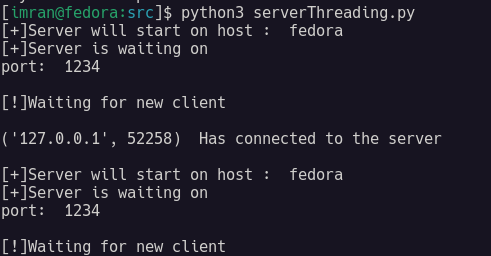 [imran@fedora:src]$ python3 serverThreading.py
[+]Server will start on host :  fedora
[+]Server is waiting on
port:  1234
[!]Waiting for new client
('127.0.0.1', 52258)  Has connected to the server
[+]Server will start on host :  fedora
[+]Server is waiting on
port:  1234
[!]Waiting for new client